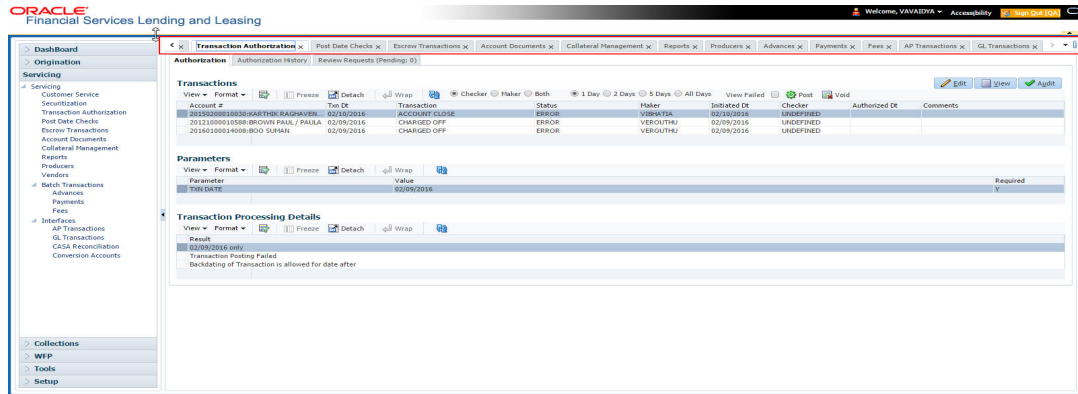 ORACLE
Financial Services Lending and Leasing
Welcome, VAVAIDYA Accessibility Sign Out (QA)
DashBoard
Origination
Servicing
Servicing
Customer Service
Securitization
Transaction Authorization
Post Date Checks
Escrow Transactions
Account Documents
Collateral Management
Reports
Producers
Vendors
Batch Transactions
Advances
Payments
Fees
Interfaces
AP Transactions
GL Transactions
CASA Reconciliation
Conversion Accounts
Collections
WFP
Tools
Setup
Transaction Authorization x Post Date Checks x Escrow Transactions x Account Documents x Collateral Management x Reports x Producers x Advances x Payments x Fees x AP Transactions x GL Transactions x
Authorization Authorization History Review Requests (Pending: 0)
Transactions
Edit View Audit
View Format Freeze Detach Wrap Checker Maker Both 1 Day 2 Days 5 Days All Days View Failed Post Void
Account # Txn Dt Transaction Status Maker Initiated Dt Checker Authorized Dt Comments
20150200010030:KARTHIK RAGHAVEN... 02/10/2016 ACCOUNT CLOSE ERROR VIBHATIA 02/10/2016 UNDEFINED
20121000010588:BROWN PAUL / PAULA 02/09/2016 CHARGED OFF ERROR VEROUTHU 02/09/2016 UNDEFINED
20160100014008:BOO SUMAN 02/09/2016 CHARGED OFF ERROR VEROUTHU 02/09/2016 UNDEFINED
Parameters
View Format Freeze Detach Wrap
Parameter Value Required
TXN DATE 02/09/2016 Y
Transaction Processing Details
View Format Freeze Detach Wrap
Result
02/09/2016 only
Transaction Posting Failed
Backdating of Transaction is allowed for date after